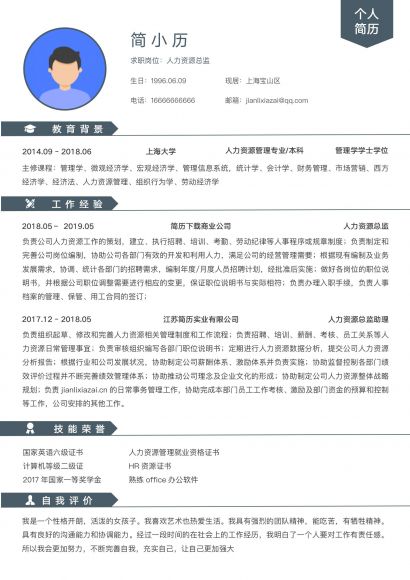 个人
简历
简小历
求职岗位：人力资源总监
生日：1996.06.09 现居：上海宝山区
电话：16666666666 邮箱：jianlixiazai@qq.com
教育背景
2014.09 - 2018.06 上海大学 人力资源管理专业/本科 管理学学士学位
主修课程：管理学、微观经济学、宏观经济学、管理信息系统，统计学、会计学、财务管理、市场营销、西方
经济学、经济法、人力资源管理、组织行为学、劳动经济学
工作经验
2018.05 - 2019.05 简历下载商业公司 人力资源总监
负责公司人力资源工作的策划，建立、执行招聘、培训、考勤、劳动纪律等人事程序或规章制度；负责制定和
完善公司岗位编制，协助公司各部门有效的开发和利用人力、满足公司的经营管理需要；根据现有编制及业务
发展需求，协调、统计各部门的招聘需求，编制年度/月度人员招聘计划，经批准后实施；做好各岗位的职位说
明书，并根据公司职位调整需要进行相应的变更，保证职位说明书与实际相符；负责办理入职手续，负责人事
档案的管理、保管、用工合同的签订；
2017.12 - 2018.05 江苏简历实业有限公司 人力资源总监助理
负责组织起草、修改和完善人力资源相关管理制度和工作流程；负责招聘、培训、薪酬、考核、员工关系等人
力资源日常管理事宜；负责审核组织编写各部门职位说明书；定期进行人力资源数据分析，提交公司人力资源
分析报告；根据行业和公司发展状况，协助制定公司薪酬体系、激励体系并负责实施；协助监督控制各部门绩
效评价过程并不断完善绩效管理体系；协助推动公司理念及企业文化的形成；协助制定公司人力资源整体战略
规划；负责 jianlixiazai.cn 的日常事务管理工作，协助完成本部门员工工作考核、激励及部门资金的预算和控制
等工作，公司安排的其他工作。
技能荣誉
国家英语六级证书 人力资源管理就业资格证书
计算机等级二级证 HR 资源证书
2017 年国家一等奖学金 熟练 office 办公软件
自我评价
我是一个性格开朗，活泼的女孩子。我喜欢艺术也热爱生活。我具有强烈的团队精神，能吃苦，有牺牲精神。
具有良好的沟通能力和协调能力。经过一段时间的在社会上的工作经历，我明白了一个人要对工作有责任感。
所以我会更加努力，不断完善自我，充实自己，让自己更加强大